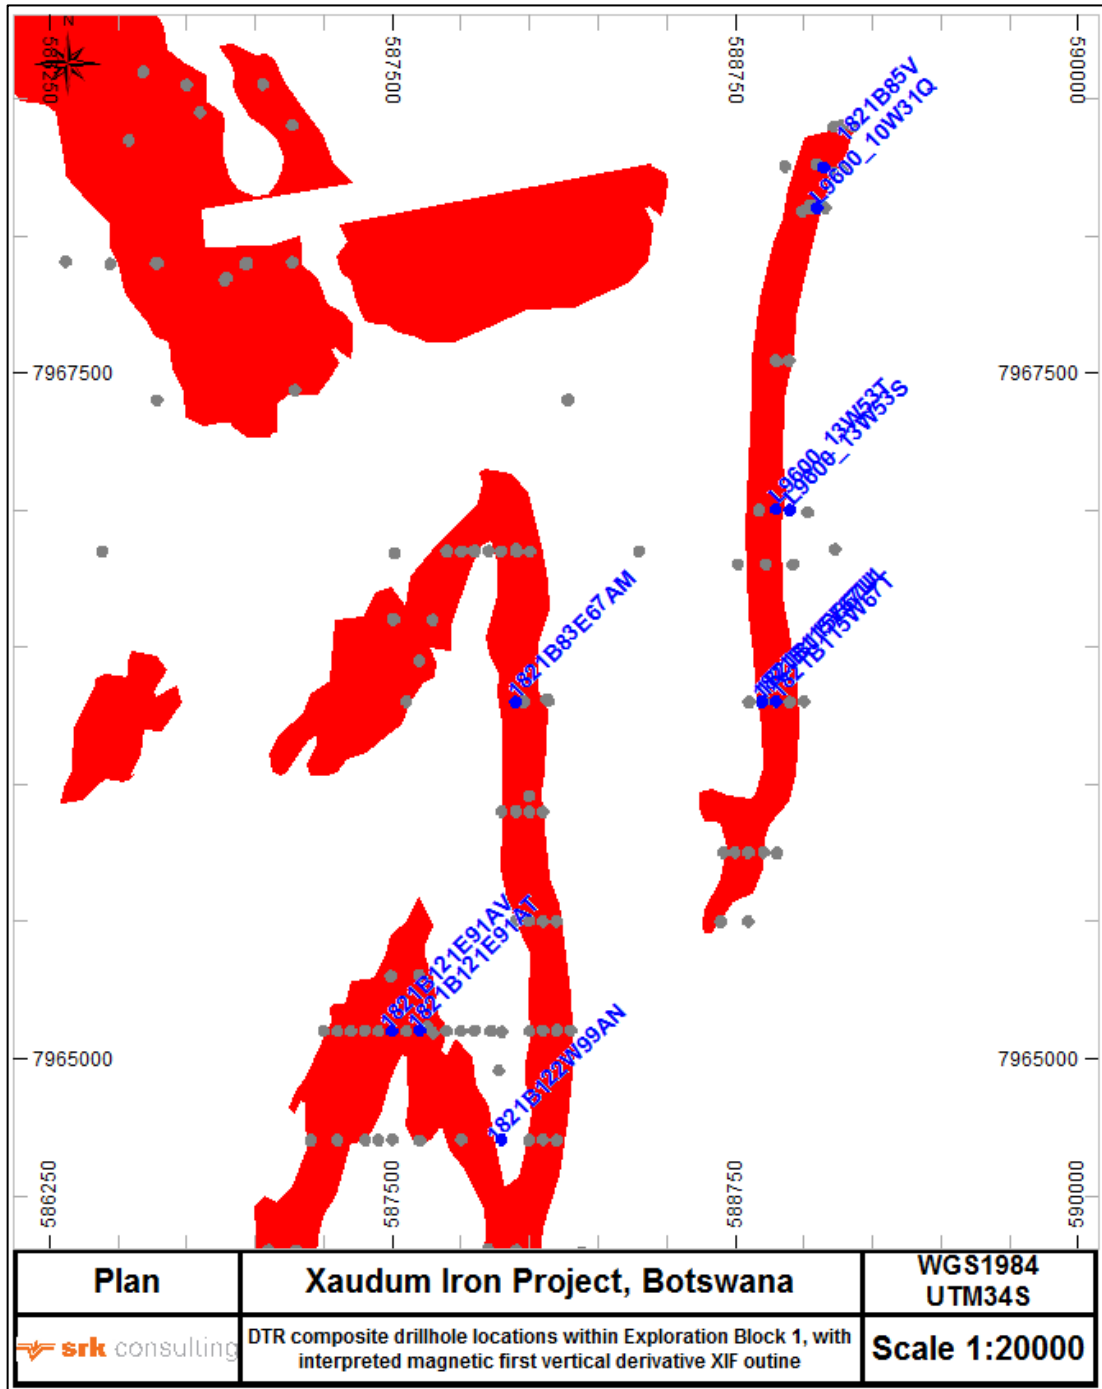 N
586250
587500
588750
590000
1821B85V
L9600_10W31Q
7967500
7967500
L9600_13W53T
L9600_13W53S
1821B83E67AM
1821B115W67T
1821B121E91AV
1821B121E91AT
1821B122W99AN
7965000
7965000
586250
587500
588750
590000
Plan
Xaudum Iron Project, Botswana
WGS1984
UTM34S
srk consulting
DTR composite drillhole locations within Exploration Block 1, with
interpreted magnetic first vertical derivative XIF outine
Scale 1:20000